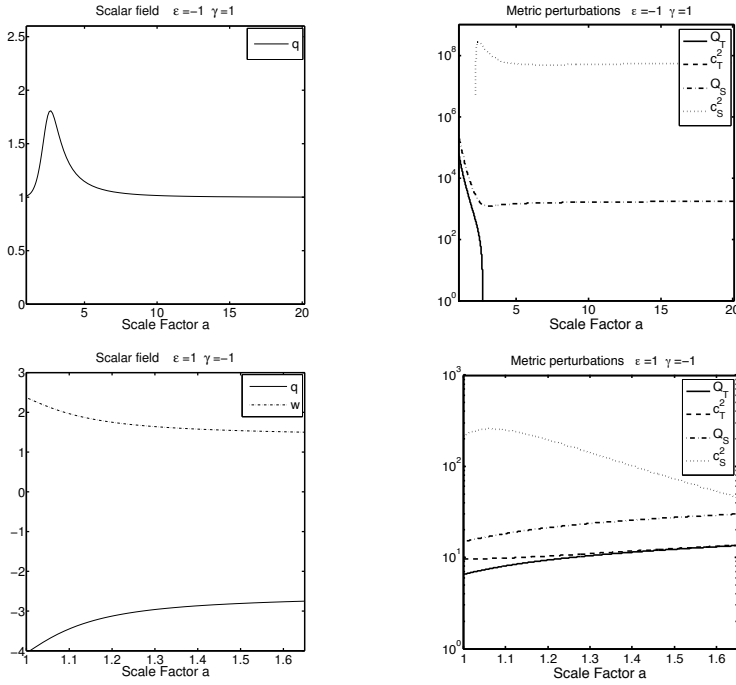 Scalar field ε=−1 γ=1
2.5
2
1.5
1
0.5
0
5
10
15
20
Scale Factor a
q
Metric perturbations ε=−1 γ=1
10^8
10^6
10^4
10^2
10^0
5
10
15
20
Scale Factor a
Q_T
c_T^2
Q_S
c_S^2
Scalar field ε=1 γ=−1
3
2
1
0
−1
−2
−3
−4
1
1.1
1.2
1.3
1.4
1.5
1.6
Scale Factor a
q
w
Metric perturbations ε=1 γ=−1
10^3
10^2
10^1
10^0
1
1.1
1.2
1.3
1.4
1.5
1.6
Scale Factor a
Q_T
c_T^2
Q_S
c_S^2